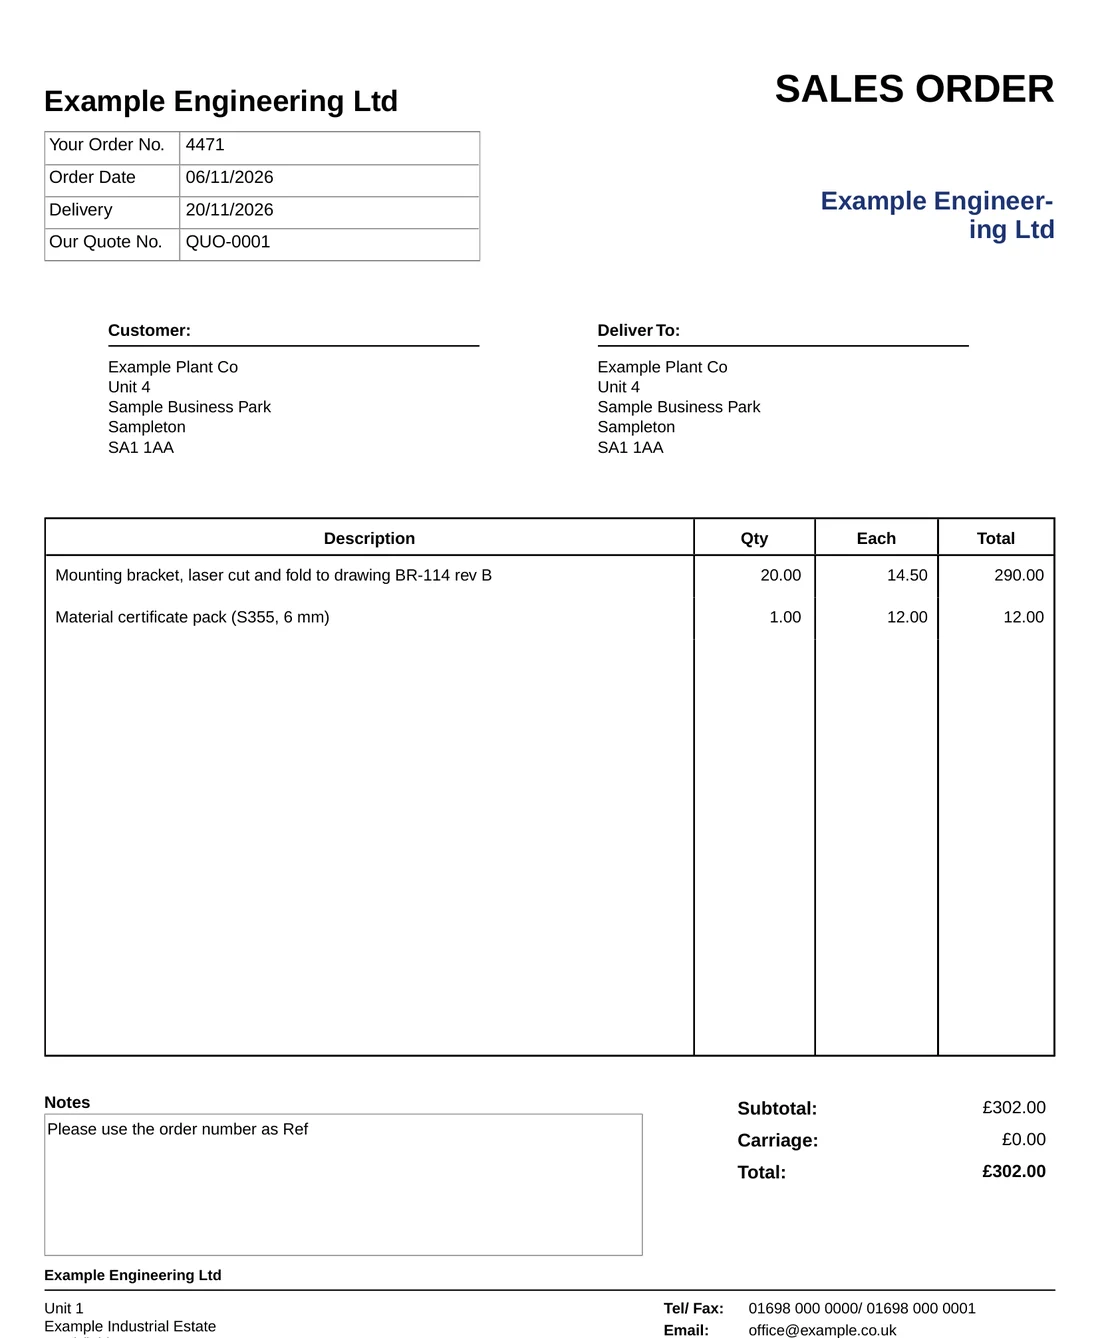 Example Engineering Ltd
SALES ORDER
Your Order No. 4471
Order Date 06/11/2026
Delivery 20/11/2026
Our Quote No. QUO-0001
Example Engineer-
ing Ltd
Customer:
Example Plant Co
Unit 4
Sample Business Park
Sampleton
SA1 1AA
Deliver To:
Example Plant Co
Unit 4
Sample Business Park
Sampleton
SA1 1AA
Description Qty Each Total
Mounting bracket, laser cut and fold to drawing BR-114 rev B 20.00 14.50 290.00
Material certificate pack (S355, 6 mm) 1.00 12.00 12.00
Notes
Please use the order number as Ref
Subtotal: £302.00
Carriage: £0.00
Total: £302.00
Example Engineering Ltd
Unit 1
Example Industrial Estate
Tel/ Fax: 01698 000 0000/ 01698 000 0001
Email: office@example.co.uk